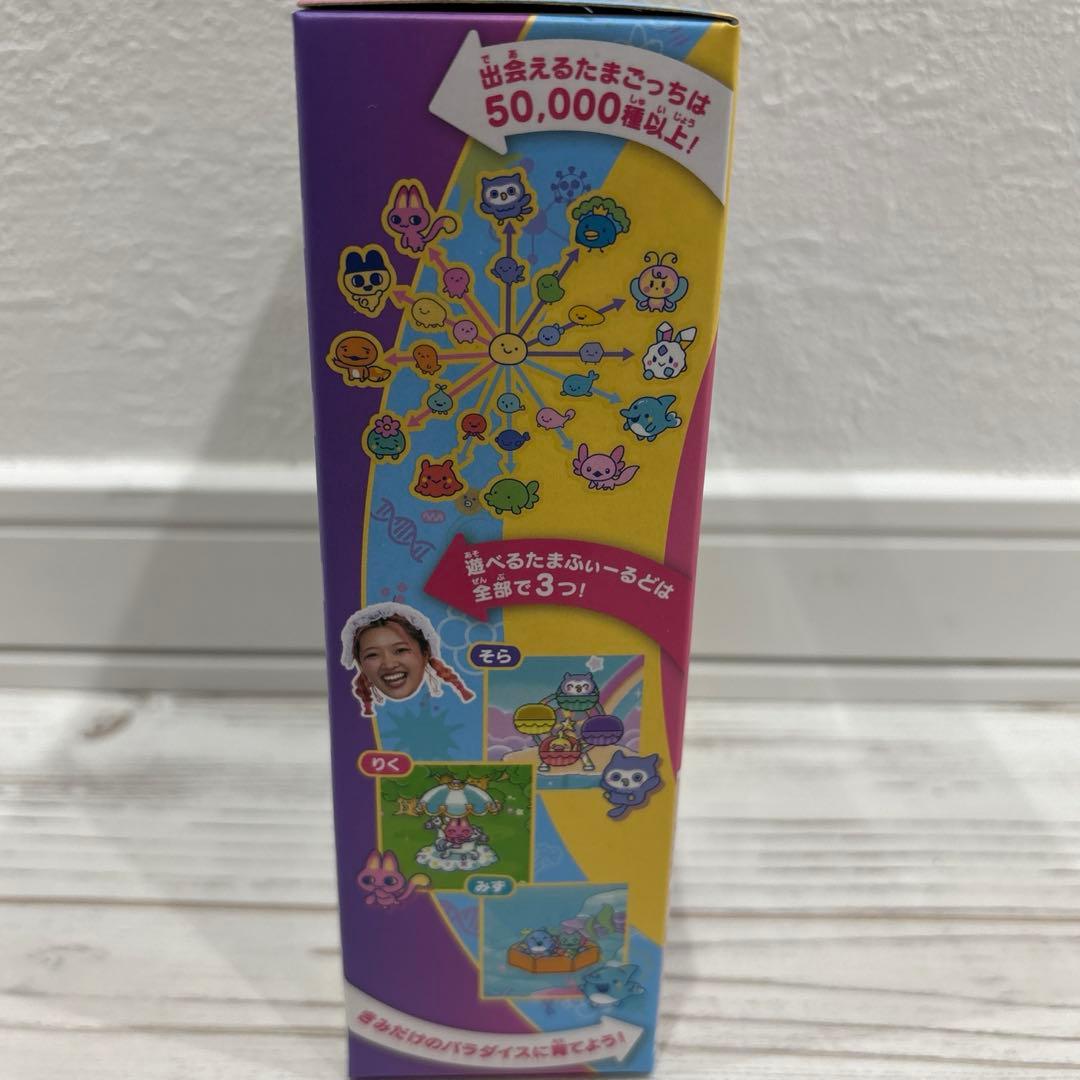 出会えるたまごっちは
50,000種以上!
遊べるたまふぃーるどは
全部で3つ!
そら
りく
みず
きみだけのパラダイスに育てよう!